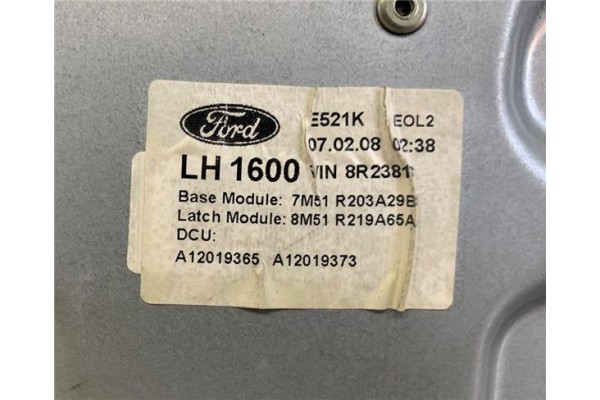 Ford
E521K EOL2
07.02.08 02:38
LH 1600 VIN 8R2381
Base Module: 7M51 R203A29B
Latch Module: 8M51 R219A65A
DCU:
A12019365 A12019373